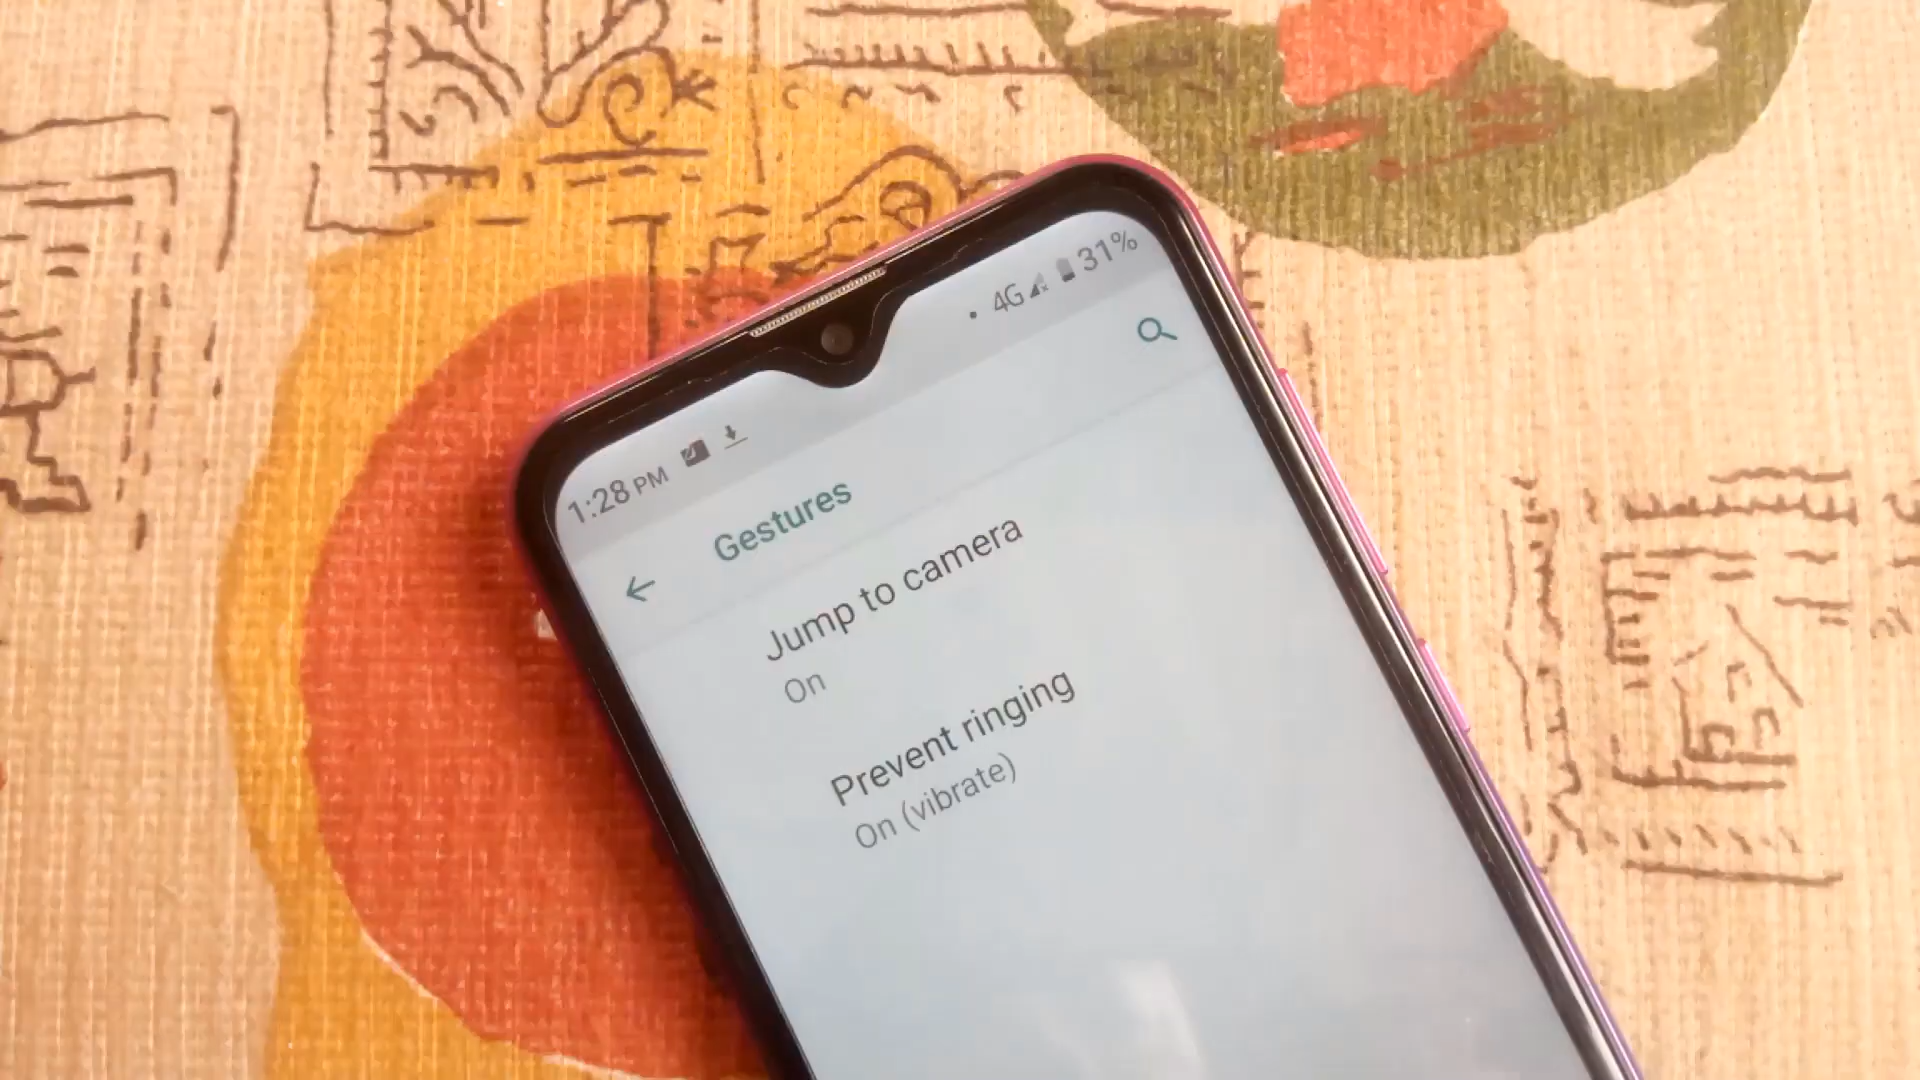 1:28 PM
4G 31%
Gestures
Jump to camera
On
Prevent ringing
On (vibrate)